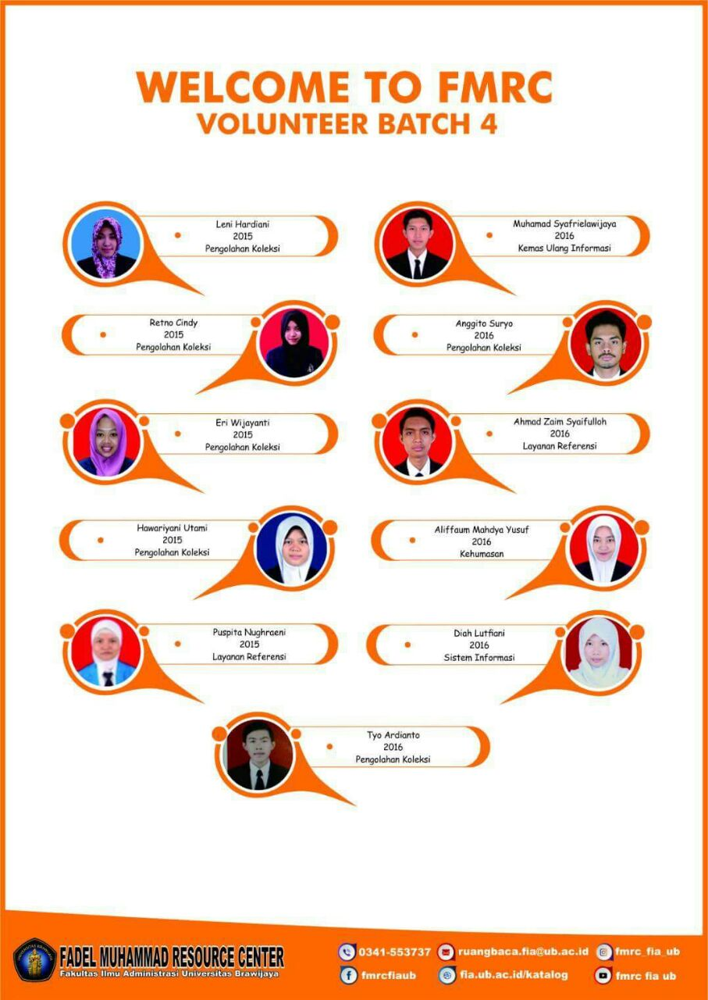 WELCOME TO FMRC
VOLUNTEER BATCH 4
Leni Hardiani
2015
Pengolahan Koleksi
Muhamad Syafrielawijaya
2016
Kemas Ulang Informasi
Retno Cindy
2015
Pengolahan Koleksi
Anggito Suryo
2016
Pengolahan Koleksi
Eri Wijayanti
2015
Pengolahan Koleksi
Ahmad Zaim Syaifulloh
2016
Layanan Referensi
Hawariyani Utami
2015
Pengolahan Koleksi
Aliffaum Mahdya Yusuf
2016
Kehumasan
Puspita Nughraeni
2015
Layanan Referensi
Diah Lutfiani
2016
Sistem Informasi
Tyo Ardianto
2016
Pengolahan Koleksi
UNIVERSITAS BRAWIJAYA
FADEL MUHAMMAD RESOURCE CENTER
Fakultas Ilmu Administrasi Universitas Brawijaya
0341-553737 ruangbaca.fia@ub.ac.id fmrc_fia_ub
fmrcfiaub fia.ub.ac.id/katalog fmrc fia ub